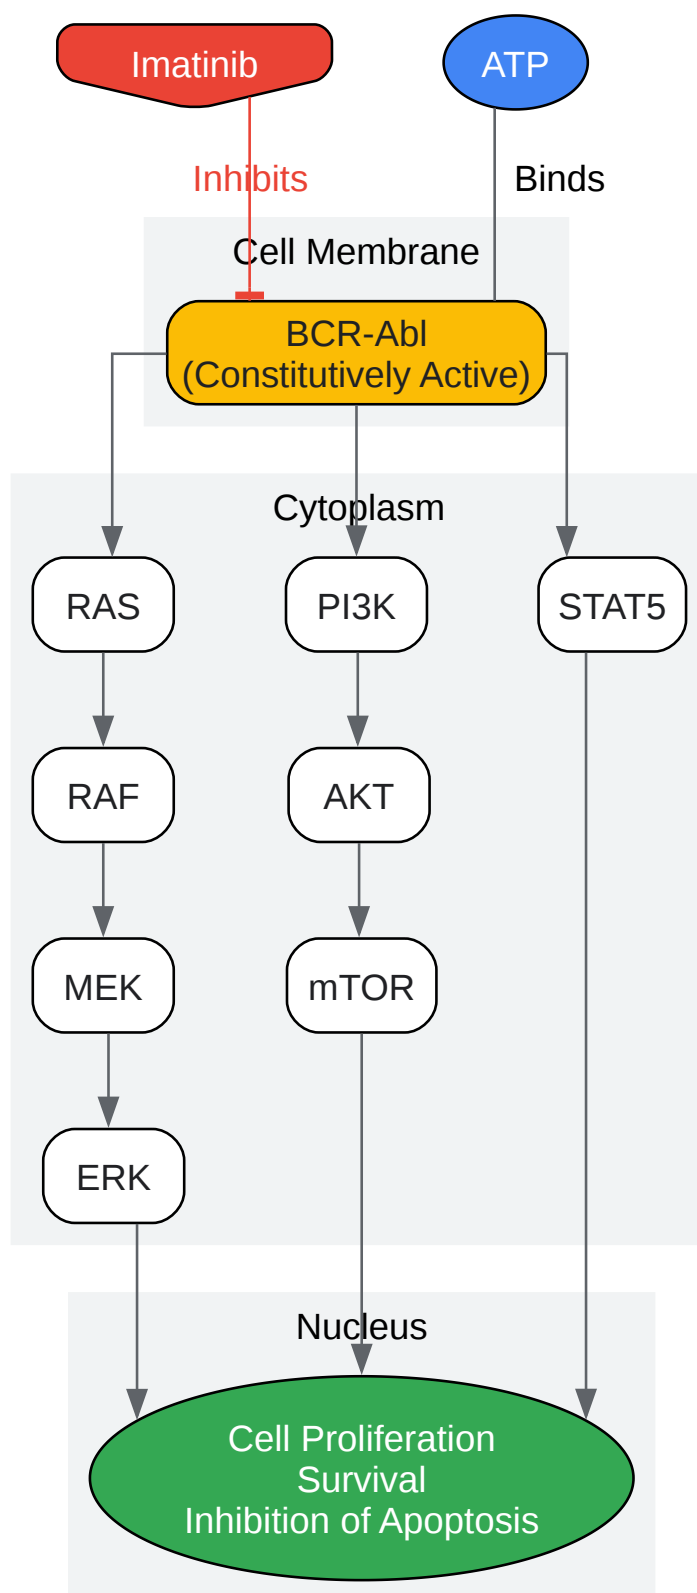 Imatinib
ATP
Inhibits
Binds
Cell Membrane
BCR-Abl
(Constitutively Active)
Cytoplasm
RAS
PI3K
STAT5
RAF
AKT
MEK
mTOR
ERK
Nucleus
Cell Proliferation
Survival
Inhibition of Apoptosis